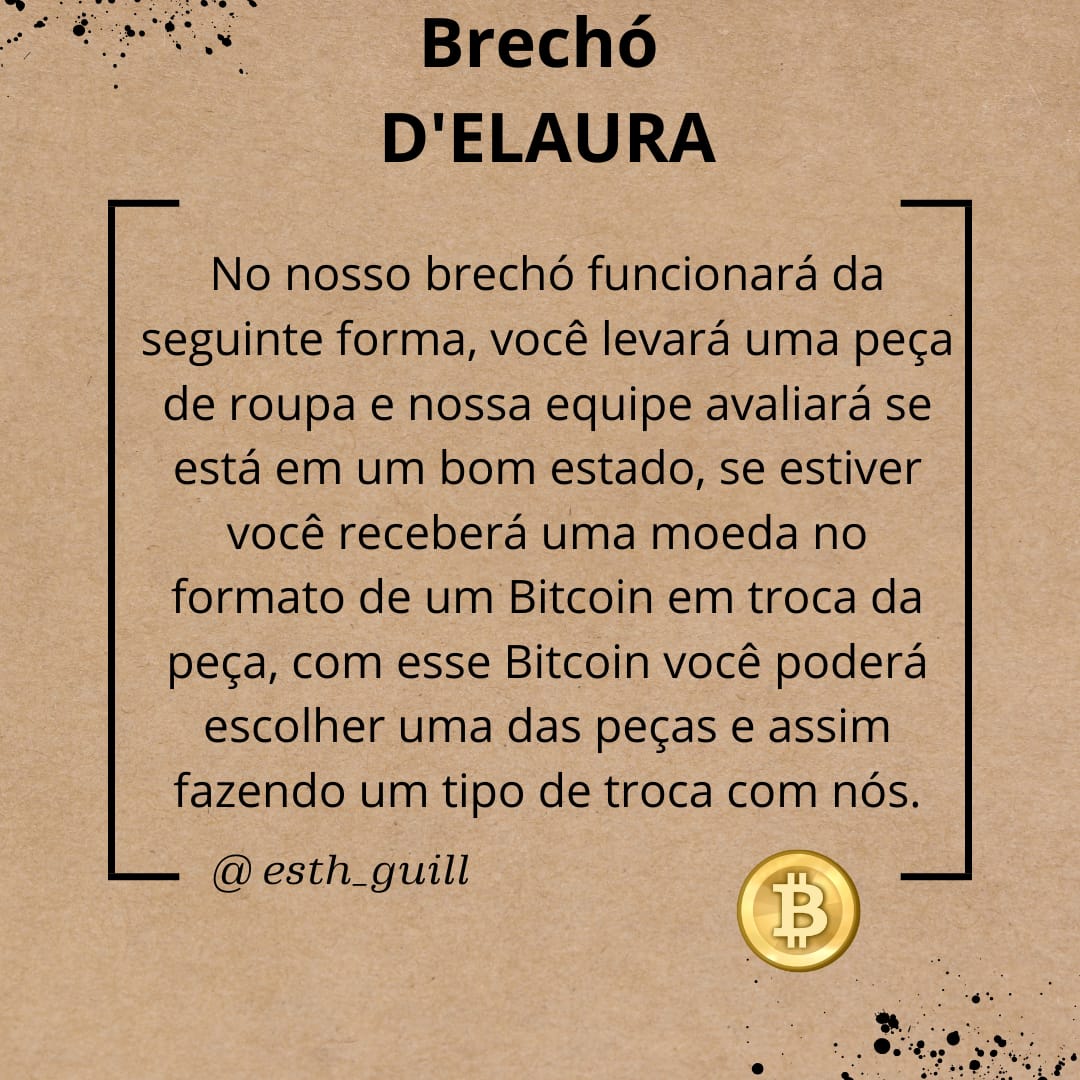 Brechó
D'ELAURA
No nosso brechó funcionará da
seguinte forma, você levará uma peça
de roupa e nossa equipe avaliará se
está em um bom estado, se estiver
você receberá uma moeda no
formato de um Bitcoin em troca da
peça, com esse Bitcoin você poderá
escolher uma das peças e assim
fazendo um tipo de troca com nós.
@esth_guill